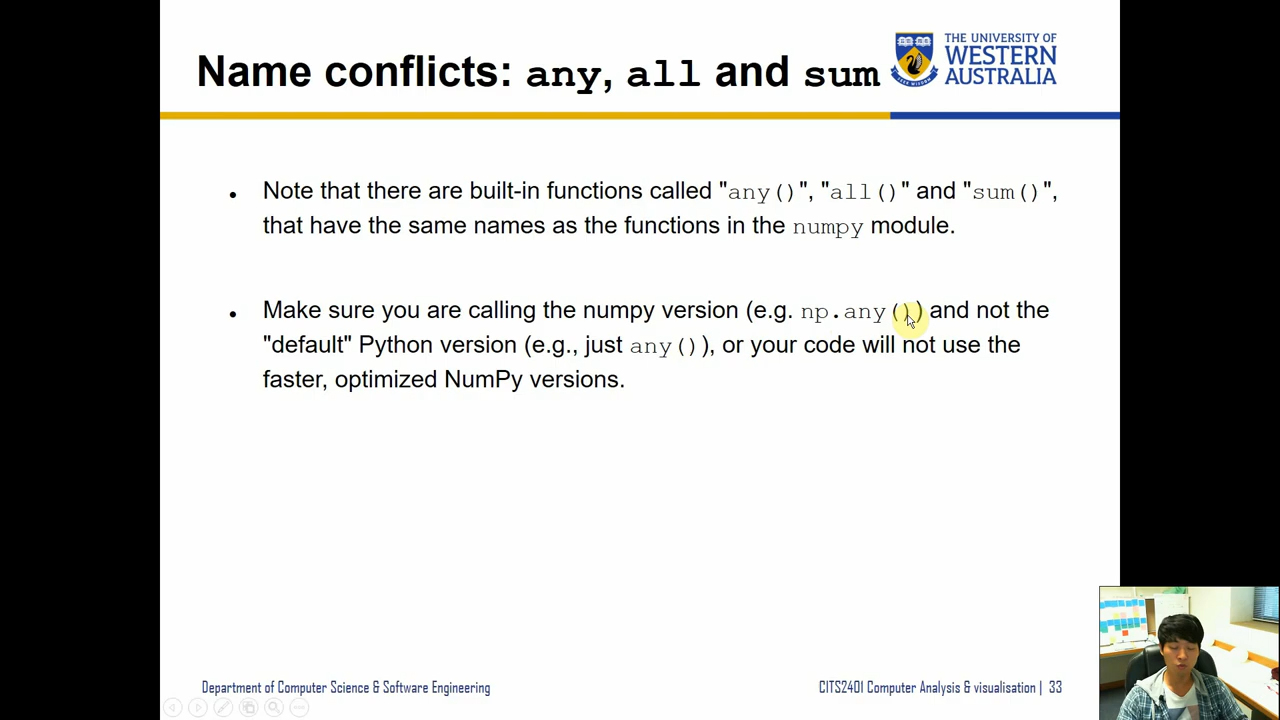 Name conflicts: any, all and sum
THE UNIVERSITY OF
WESTERN
AUSTRALIA
• Note that there are built-in functions called "any()", "all()" and "sum()",
that have the same names as the functions in the numpy module.
• Make sure you are calling the numpy version (e.g. np.any()) and not the
"default" Python version (e.g., just any()), or your code will not use the
faster, optimized NumPy versions.
Department of Computer Science & Software Engineering
CITS2401 Computer Analysis & visualisation | 33